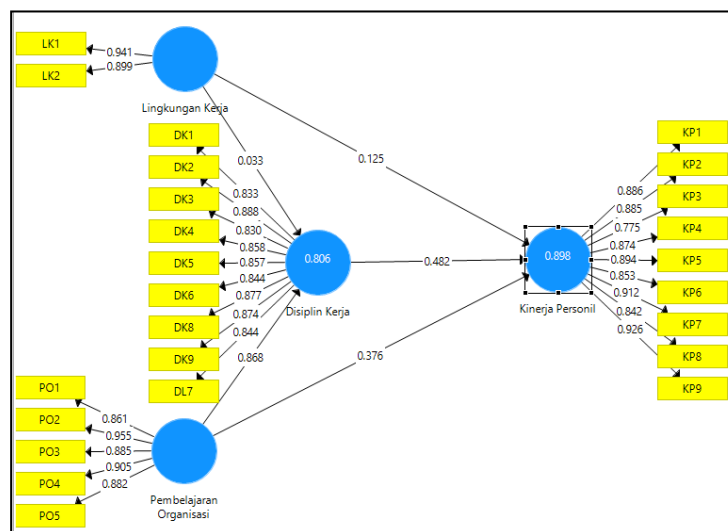 LK1
LK2
0.941
0.899
Lingkungan Kerja
DK1
DK2
DK3
DK4
DK5
DK6
DK8
DK9
DL7
0.033
0.833
0.888
0.830
0.858
0.857
0.844
0.877
0.874
0.844
0.868
0.806
Disiplin Kerja
0.125
0.482
0.376
0.898
Kinerja Personil
0.886
0.885
0.775
0.874
0.894
0.853
0.912
0.842
0.926
KP1
KP2
KP3
KP4
KP5
KP6
KP7
KP8
KP9
PO1
PO2
PO3
PO4
PO5
0.861
0.955
0.885
0.905
0.882
Pembelajaran
Organisasi